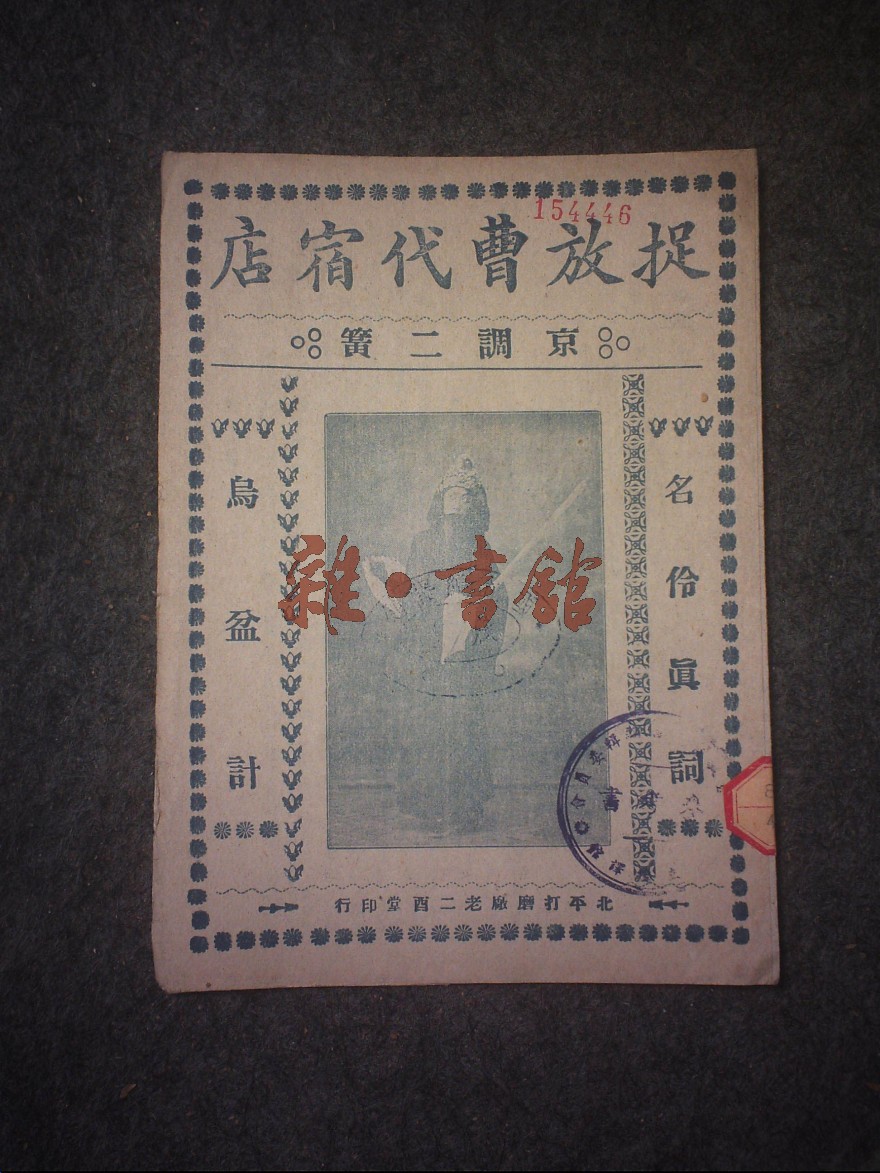 154446
捉放曹代宿店
京調二簧
名伶眞詞
烏盆計
雜·書館
北平打磨廠老二酉堂印行